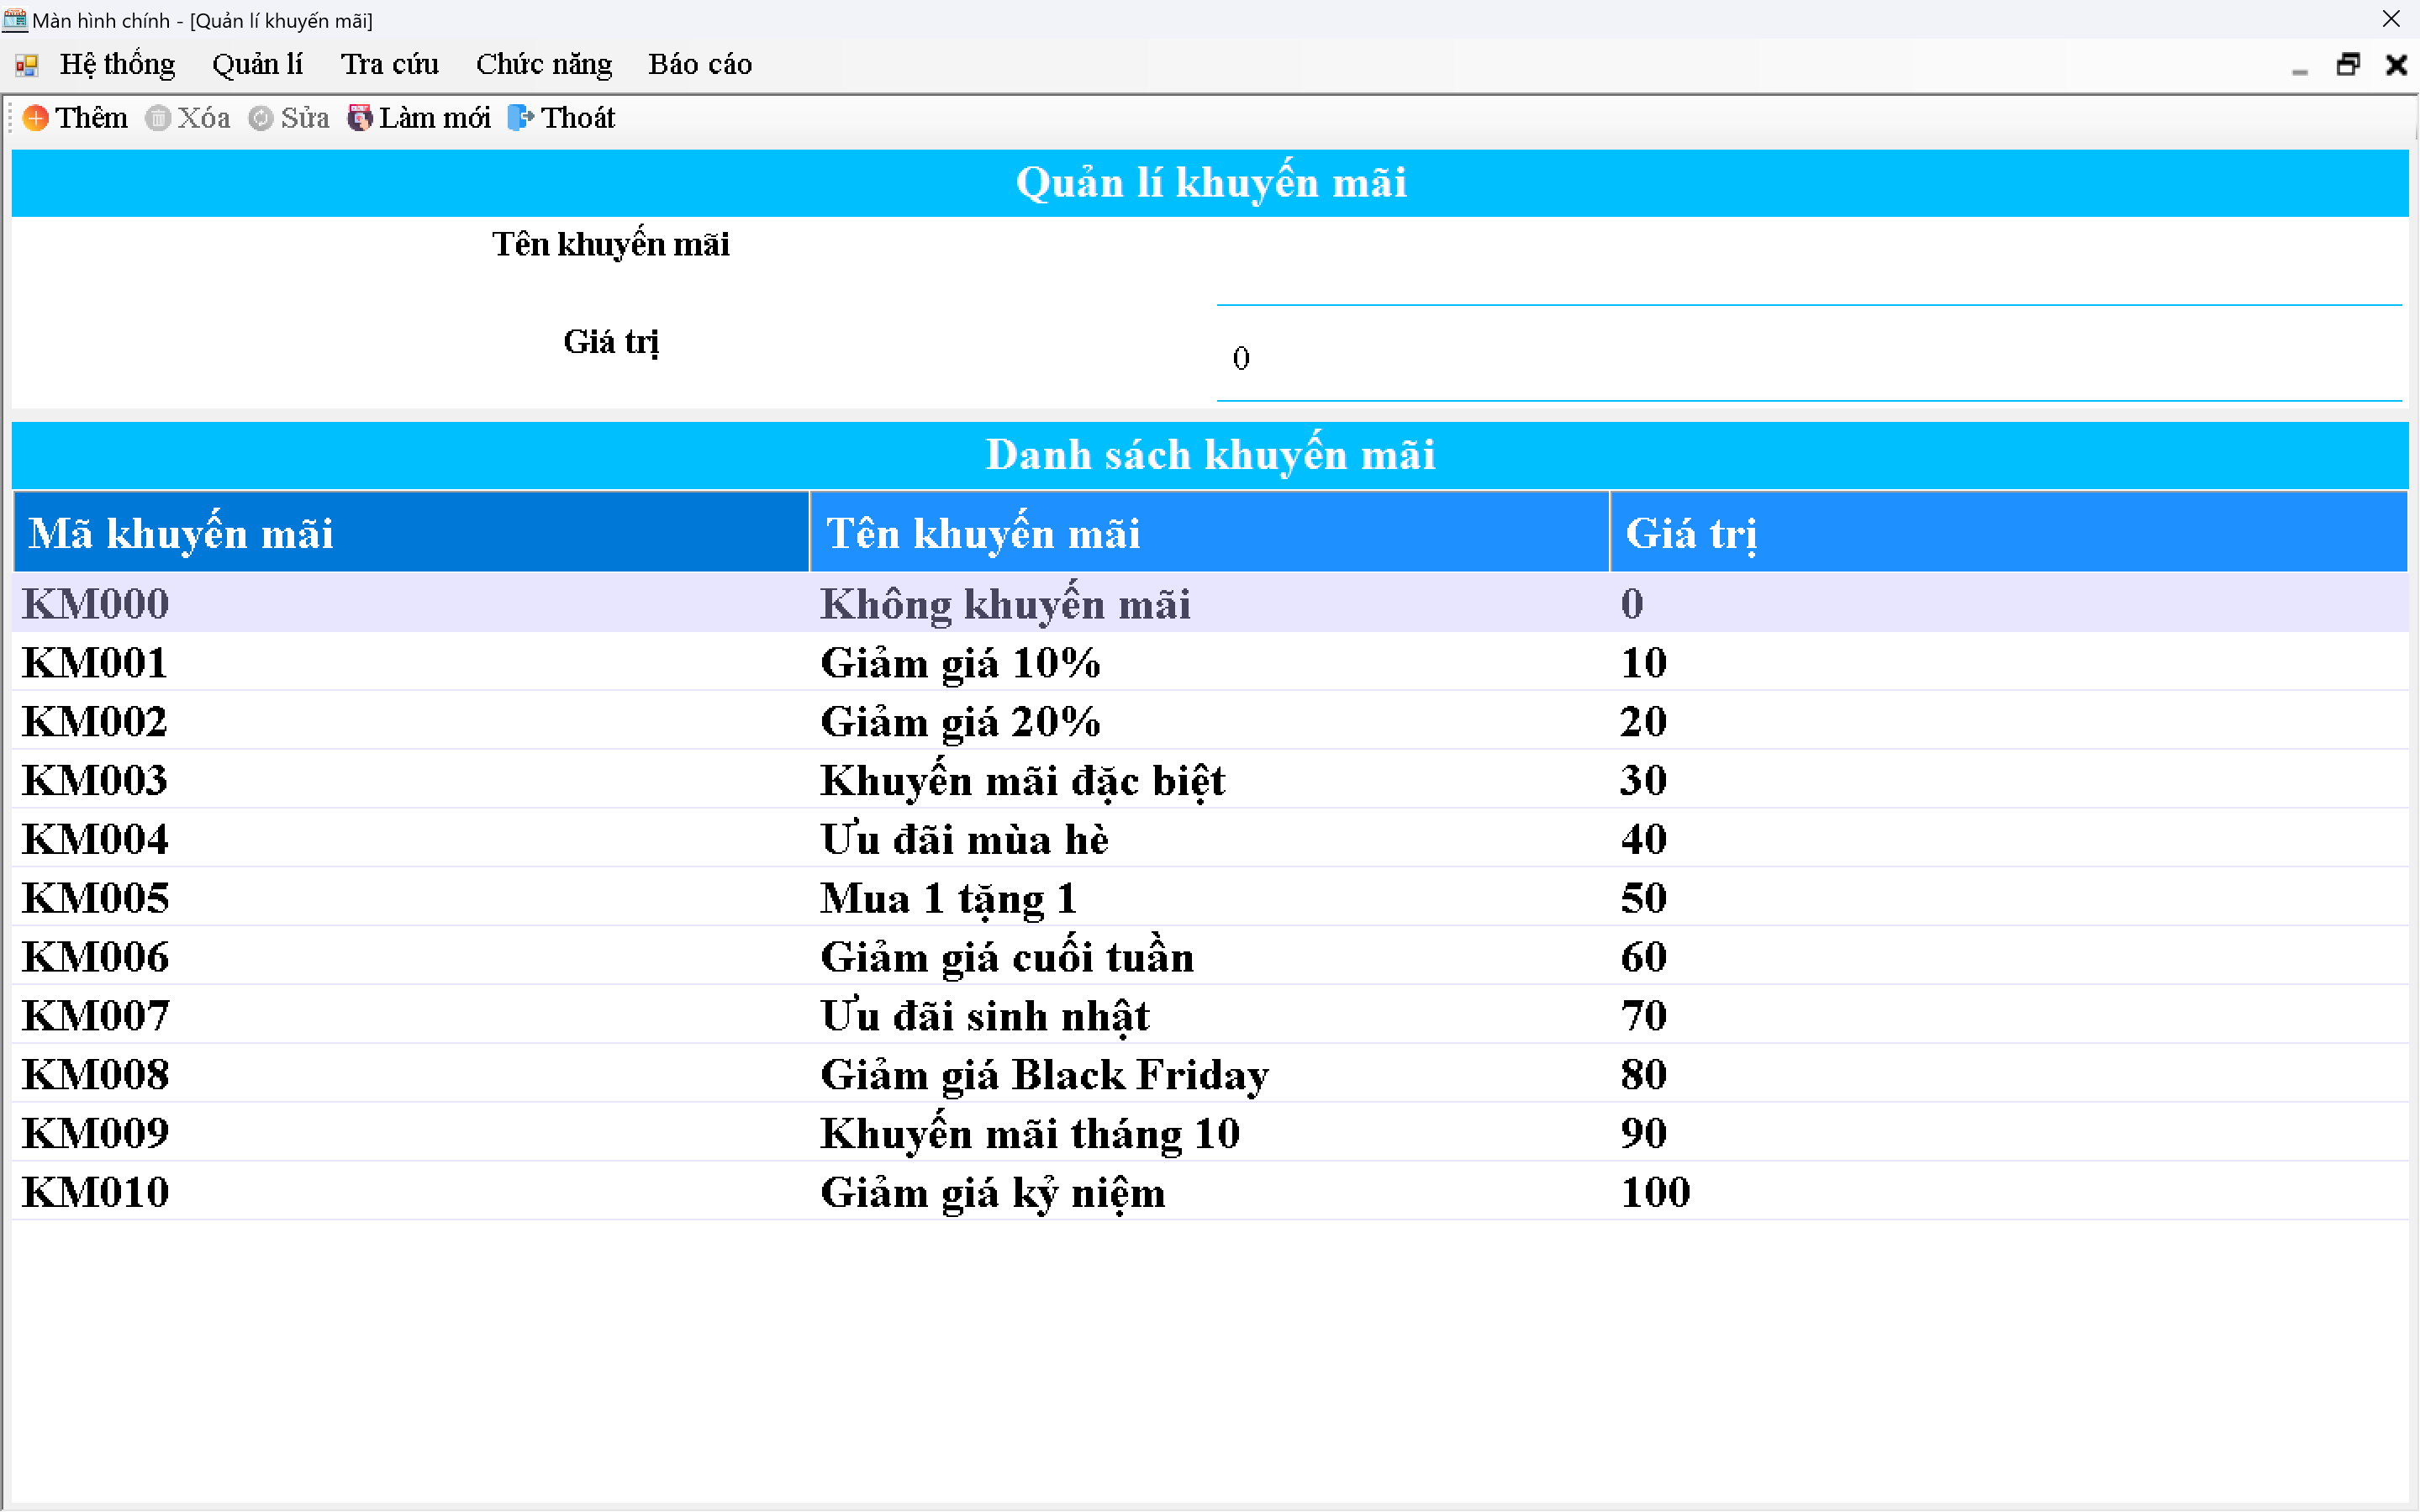 Màn hình chính - [Quản lí khuyến mãi]
Hệ thống Quản lí Tra cứu Chức năng Báo cáo
Thêm Xóa Sửa Làm mới Thoát
Quản lí khuyến mãi
Tên khuyến mãi
Giá trị 0
Danh sách khuyến mãi
Mã khuyến mãi Tên khuyến mãi Giá trị
KM000 Không khuyến mãi 0
KM001 Giảm giá 10% 10
KM002 Giảm giá 20% 20
KM003 Khuyến mãi đặc biệt 30
KM004 Ưu đãi mùa hè 40
KM005 Mua 1 tặng 1 50
KM006 Giảm giá cuối tuần 60
KM007 Ưu đãi sinh nhật 70
KM008 Giảm giá Black Friday 80
KM009 Khuyến mãi tháng 10 90
KM010 Giảm giá kỷ niệm 100